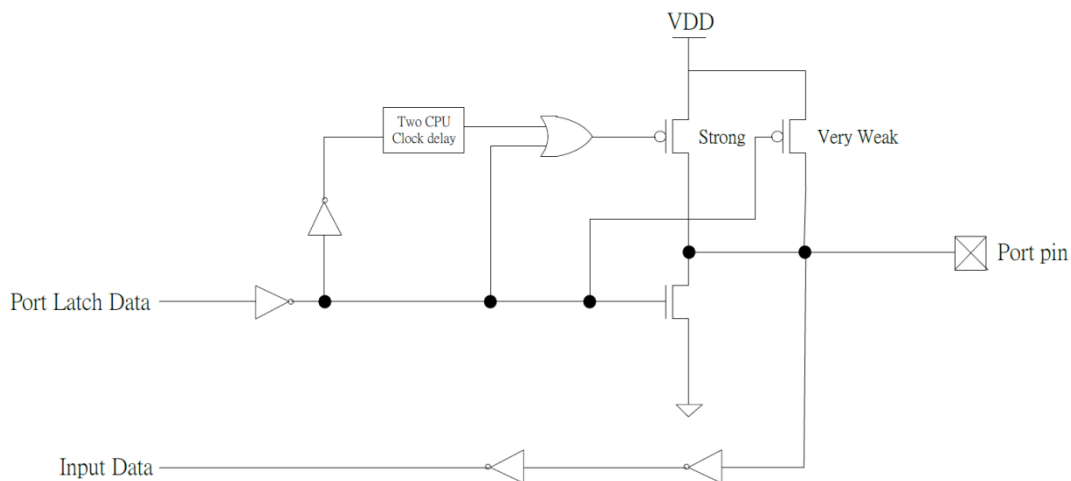 VDD
Two CPU
Clock delay
Strong
Very Weak
Port pin
Port Latch Data
Input Data